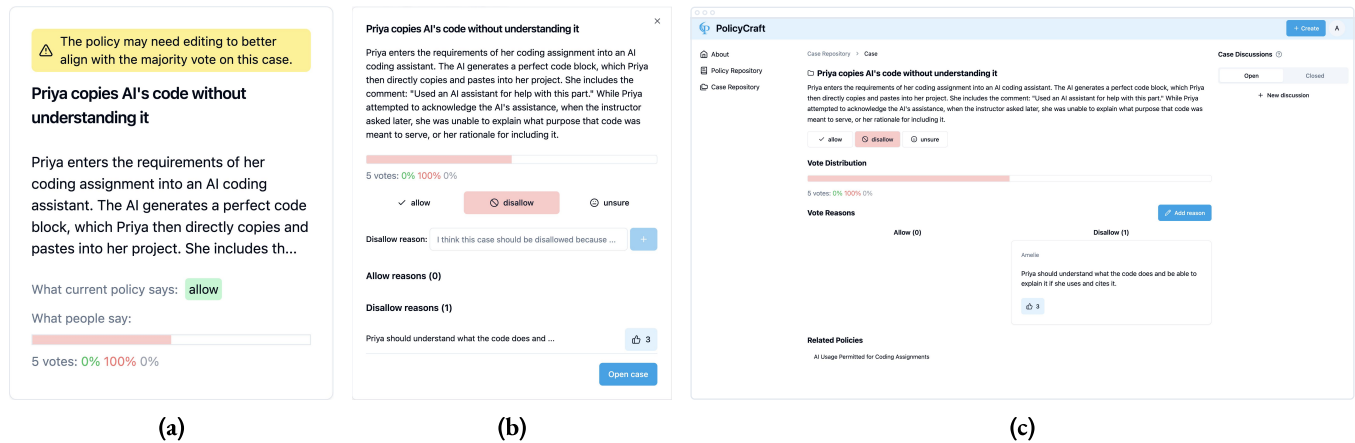 The policy may need editing to better
align with the majority vote on this case.
Priya copies AI's code without
understanding it
Priya enters the requirements of her
coding assignment into an AI coding
assistant. The AI generates a perfect code
block, which Priya then directly copies and
pastes into her project. She includes th...
What current policy says: allow
What people say:
5 votes: 0% 100% 0%
(a)
Priya copies AI's code without understanding it
Priya enters the requirements of her coding assignment into an AI
coding assistant. The AI generates a perfect code block, which Priya
then directly copies and pastes into her project. She includes the
comment: "Used an AI assistant for help with this part." While Priya
attempted to acknowledge the AI's assistance, when the instructor
asked later, she was unable to explain what purpose that code was
meant to serve, or her rationale for including it.
5 votes: 0% 100% 0%
allow disallow unsure
Disallow reason: I think this case should be disallowed because ... +
Allow reasons (0)
Disallow reasons (1)
Priya should understand what the code does and ... 3
Open case
(b)
PolicyCraft + Create A
About
Policy Repository
Case Repository
Case Repository > Case
Priya copies AI's code without understanding it
Priya enters the requirements of her coding assignment into an AI coding assistant. The AI generates a perfect code block, which Priya
then directly copies and pastes into her project. She includes the comment: "Used an AI assistant for help with this part." While Priya
attempted to acknowledge the AI's assistance, when the instructor asked later, she was unable to explain what purpose that code was
meant to serve, or her rationale for including it.
allow disallow unsure
Vote Distribution
5 votes: 0% 100% 0%
Vote Reasons Add reason
Allow (0) Disallow (1)
Amelie
Priya should understand what the code does and be able to
explain it if she uses and cites it.
3
Related Policies
AI Usage Permitted for Coding Assignments
Case Discussions
Open Closed
+ New discussion
(c)